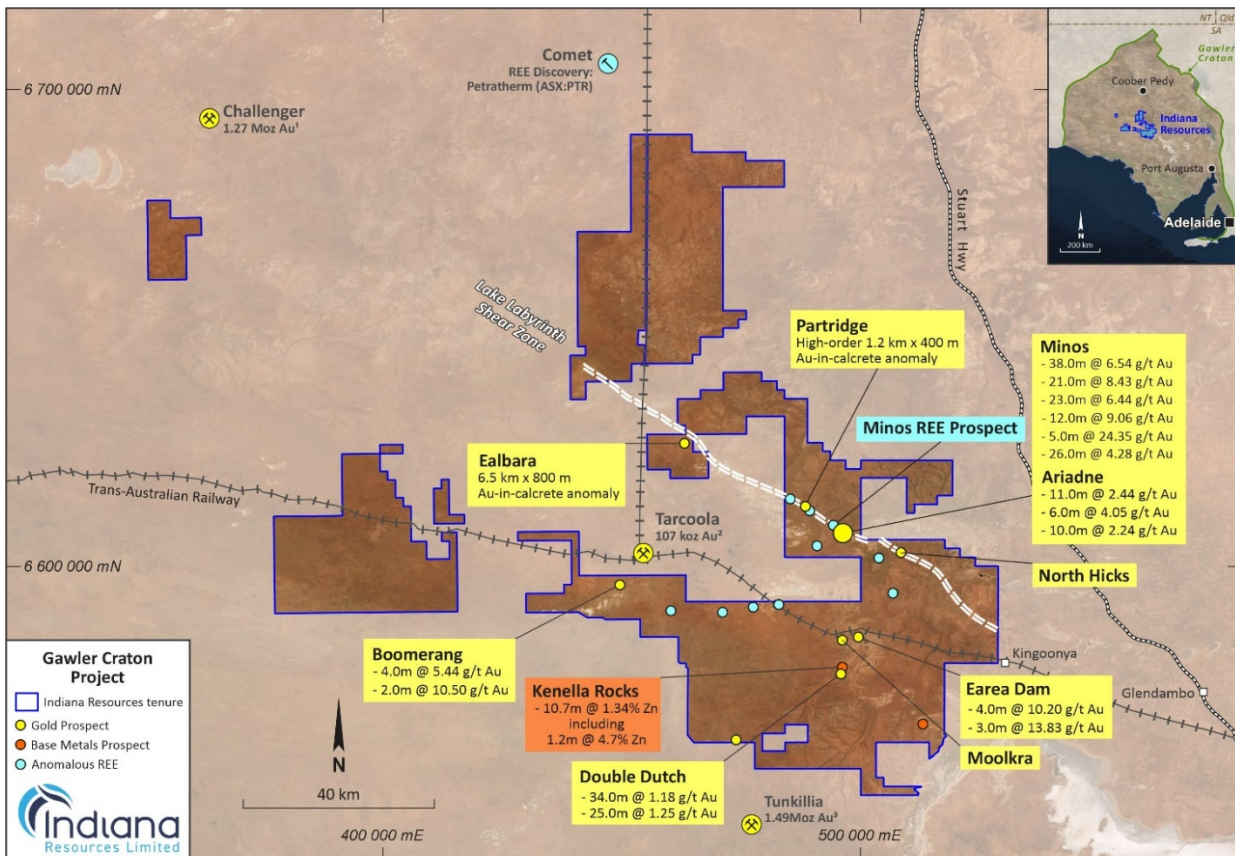 Comet
REE Discovery:
Petratherm (ASX:PTR)
6 700 000 mN
Challenger
1.27 Moz Au¹
NT
Qld
SA
Gawler
Craton
Coober Pedy
Indiana
Resources
Port Augusta
Adelaide
N
200 km
Stuart Hwy
Lake Labyrinth
Shear Zone
Partridge
High-order 1.2 km x 400 m
Au-in-calcrete anomaly
Minos
- 38.0m @ 6.54 g/t Au
- 21.0m @ 8.43 g/t Au
- 23.0m @ 6.44 g/t Au
- 12.0m @ 9.06 g/t Au
- 5.0m @ 24.35 g/t Au
- 26.0m @ 4.28 g/t Au
Ariadne
- 11.0m @ 2.44 g/t Au
- 6.0m @ 4.05 g/t Au
- 10.0m @ 2.24 g/t Au
Minos REE Prospect
Ealbara
6.5 km x 800 m
Au-in-calcrete anomaly
Trans-Australian Railway
Tarcoola
107 koz Au²
6 600 000 mN
North Hicks
Boomerang
- 4.0m @ 5.44 g/t Au
- 2.0m @ 10.50 g/t Au
Kenella Rocks
- 10.7m @ 1.34% Zn
including
1.2m @ 4.7% Zn
Kingoonya
Glendambo
Earea Dam
- 4.0m @ 10.20 g/t Au
- 3.0m @ 13.83 g/t Au
Moolkra
Double Dutch
- 34.0m @ 1.18 g/t Au
- 25.0m @ 1.25 g/t Au
Tunkillia
1.49Moz Au³
Gawler Craton
Project
Indiana Resources tenure
Gold Prospect
Base Metals Prospect
Anomalous REE
Indiana
Resources Limited
N
40 km
400 000 mE
500 000 mE